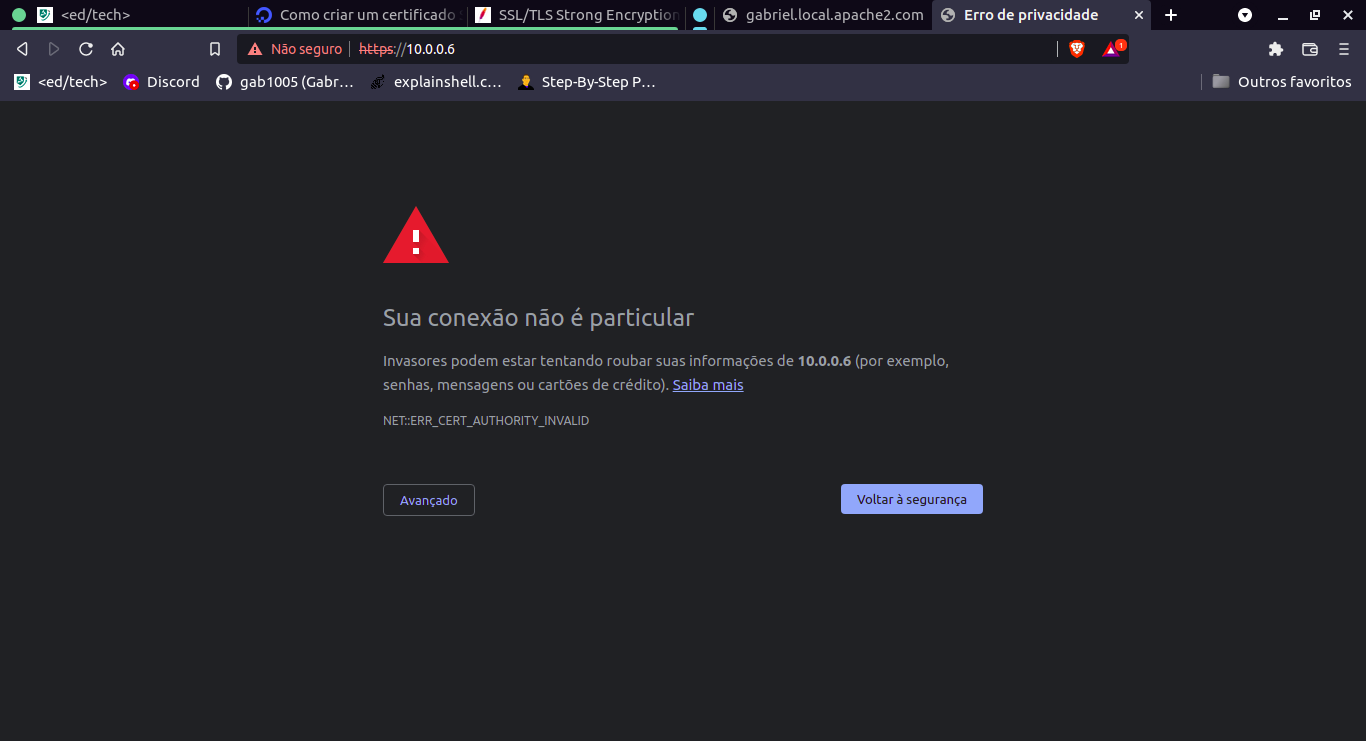 <ed/tech>
Como criar um certificado
SSL/TLS Strong Encryption
gabriel.local.apache2.com
Erro de privacidade
Não seguro
https://10.0.0.6
1
<ed/tech>
Discord
gab1005 (Gabr...
explainshell.c...
Step-By-Step P...
Outros favoritos
Sua conexão não é particular
Invasores podem estar tentando roubar suas informações de 10.0.0.6 (por exemplo,
senhas, mensagens ou cartões de crédito). Saiba mais
NET::ERR_CERT_AUTHORITY_INVALID
Avançado
Voltar à segurança